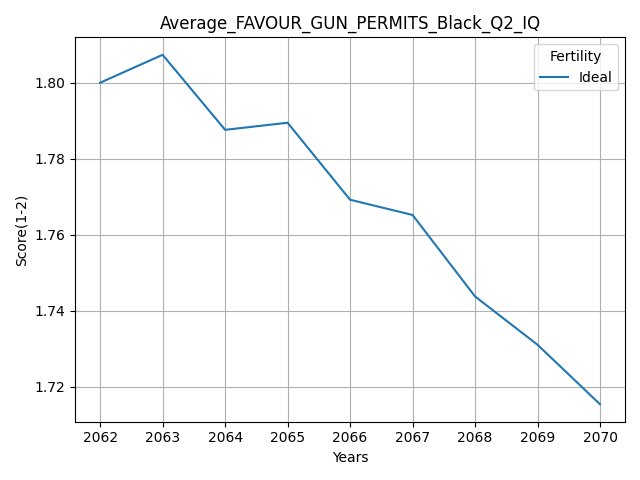 Average_FAVOUR_GUN_PERMITS_Black_Q2_IQ
Fertility
Ideal
Score(1-2)
1.80
1.78
1.76
1.74
1.72
2062 2063 2064 2065 2066 2067 2068 2069 2070
Years